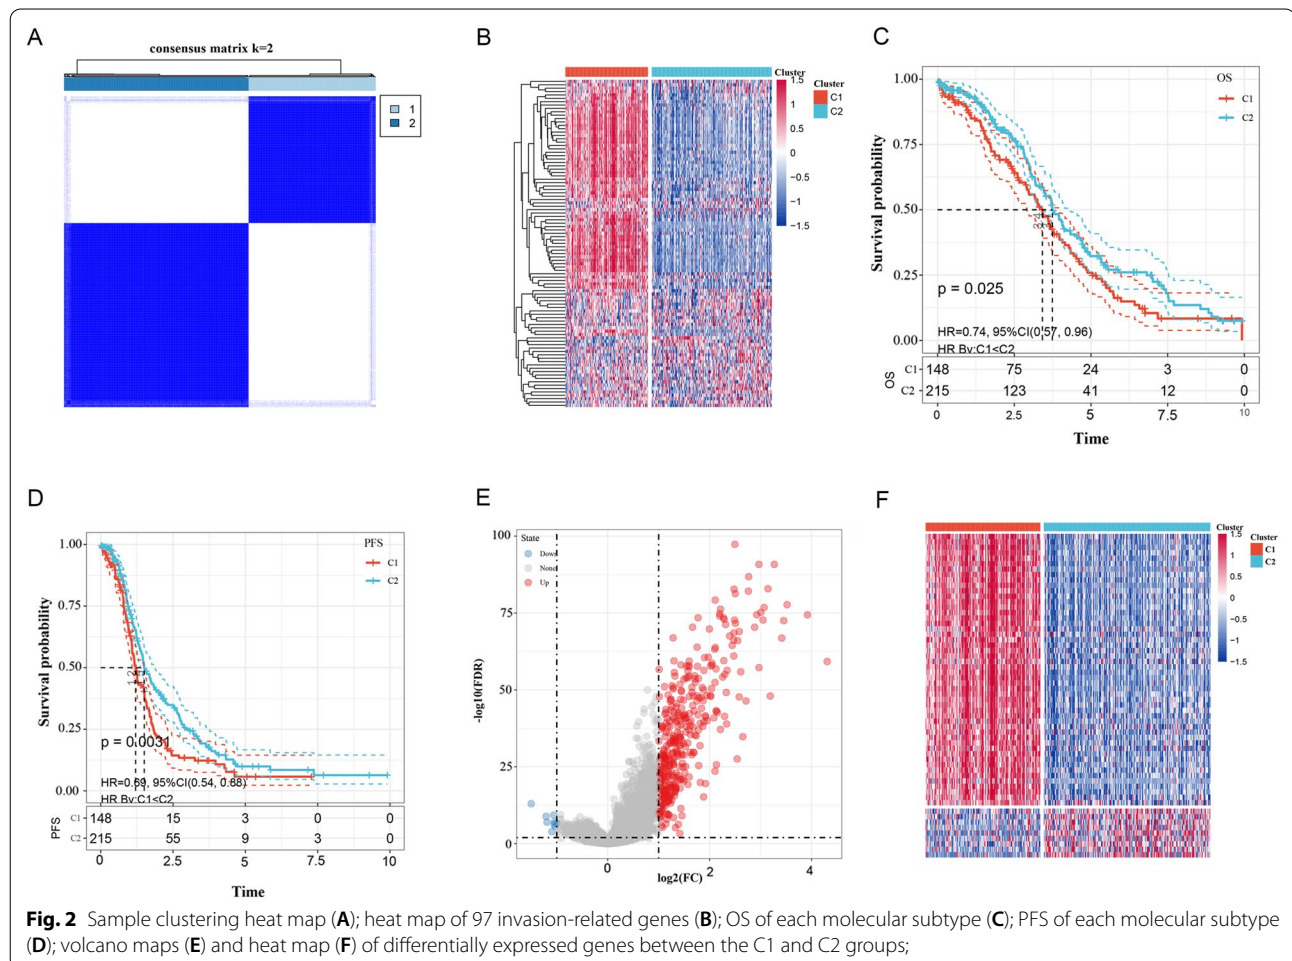 A
consensus matrix k=2
1
2
B
Cluster
1.5
1
0.5
0
−0.5
−1
−1.5
Cluster
C1
C2
C
Survival probability
1.00
0.75
0.50
0.25
0.00
OS
C1
C2
p = 0.025
HR=0.74, 95%CI(0.57, 0.96)
HR By:C1<C2
OS
C1 148 75 24 3 0
C2 215 123 41 12 0
0 2.5 5 7.5 10
Time
D
Survival probability
1.00
0.75
0.50
0.25
0.00
PFS
C1
C2
p = 0.0031
HR=0.69, 95%CI(0.54, 0.88)
HR By:C1<C2
PFS
C1 148 15 3 0 0
C2 215 55 9 3 0
0 2.5 5 7.5 10
Time
E
-log10(FDR)
100
75
50
25
0
State
Down
None
Up
0 2 4
log2(FC)
F
Cluster
1.5
1
0.5
0
−0.5
−1
−1.5
Cluster
C1
C2
Fig. 2 Sample clustering heat map (A); heat map of 97 invasion-related genes (B); OS of each molecular subtype (C); PFS of each molecular subtype
(D); volcano maps (E) and heat map (F) of differentially expressed genes between the C1 and C2 groups;